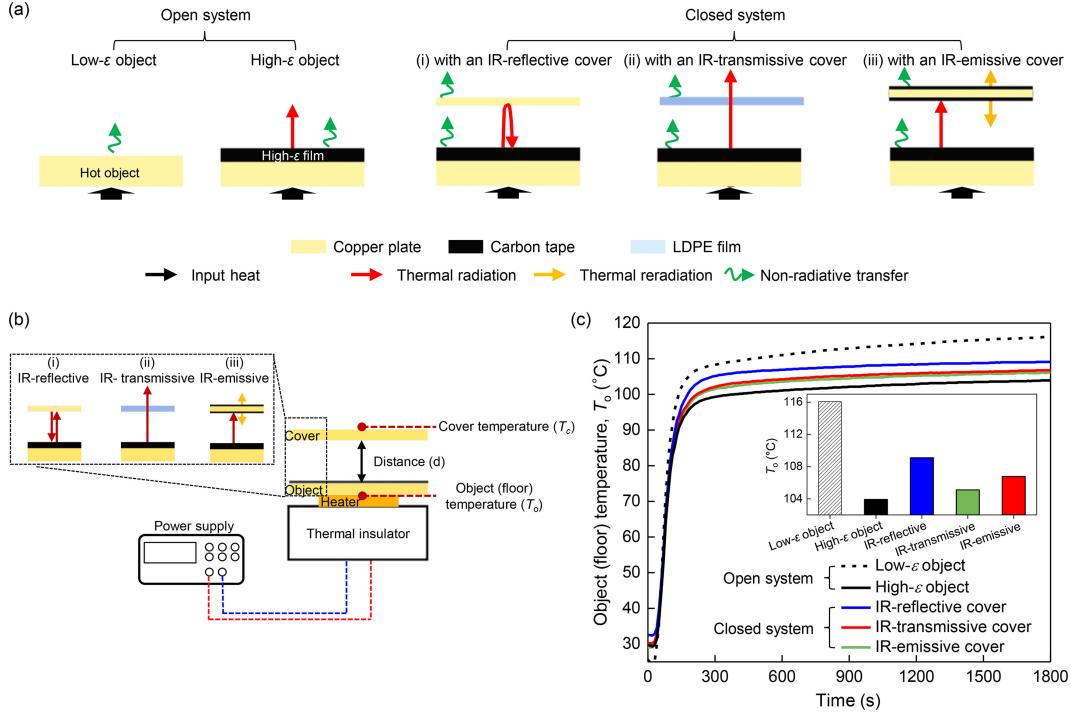 (a)
Open system
Closed system
Low-ε object
High-ε object
(i) with an IR-reflective cover
(ii) with an IR-transmissive cover
(iii) with an IR-emissive cover
Hot object
High-ε film
Copper plate
Carbon tape
LDPE film
Input heat
Thermal radiation
Thermal reradiation
Non-radiative transfer
(b)
(i)
IR-reflective
(ii)
IR- transmissive
(iii)
IR-emissive
Cover
Cover temperature (Tc)
Distance (d)
Object
Heater
Object (floor)
temperature (To)
Thermal insulator
Power supply
(c)
Object (floor) temperature, To (°C)
120
110
100
90
80
70
60
50
40
30
0
300
600
900
1200
1500
1800
Time (s)
To (°C)
116
112
108
104
Low-ε object
High-ε object
IR-reflective
IR-transmissive
IR-emissive
Open system
Low-ε object
High-ε object
Closed system
IR-reflective cover
IR-transmissive cover
IR-emissive cover